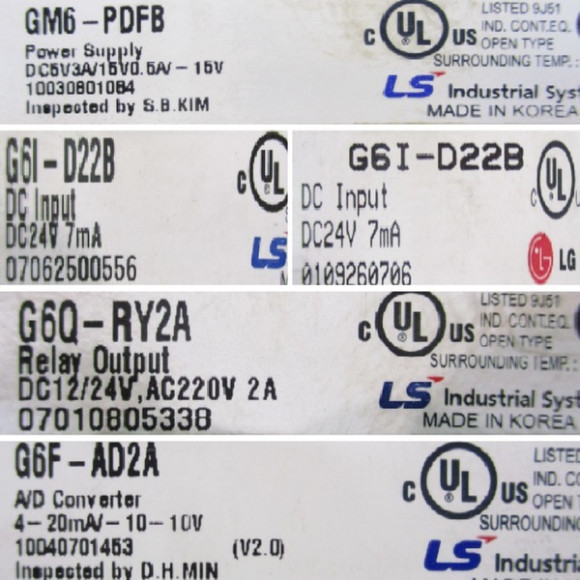 GM6-PDFB
Power Supply
DC5V3A/15V0.5A/-15V
10030801084
Inspected by S.B.KIM
C UL US LISTED 9J51
IND. CONT.EQ.
OPEN TYPE
SURROUNDING TEMP.:
LS Industrial Syst
MADE IN KOREA
G6I-D22B
DC Input
DC24V 7mA
07062500556
C UL
LS
G6I-D22B
DC Input
DC24V 7mA
0109260706
C UL
LG
G6Q-RY2A
Relay Output
DC12/24V,AC220V 2A
07010805338
C UL US LISTED 9J51
IND. CONT.EQ.
OPEN TYPE
SURROUNDING TEMP.:
LS Industrial Syst
MADE IN KOREA
G6F-AD2A
A/D Converter
4-20mA/-10-10V
10040701453 (V2.0)
Inspected by D.H.MIN
C UL US LISTED
IND. CO
OPEN T
SURROUNDING
LS Industri